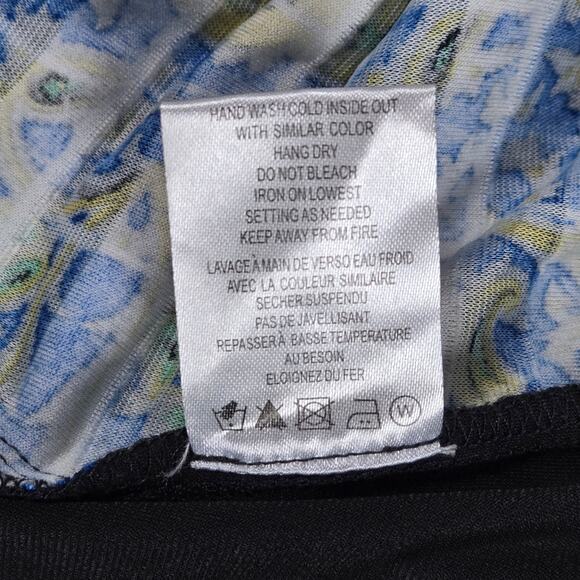 HAND WASH COLD INSIDE OUT
WITH SIMILAR COLOR
HANG DRY
DO NOT BLEACH
IRON ON LOWEST
SETTING AS NEEDED
KEEP AWAY FROM FIRE
LAVAGE À MAIN DE VERSO EAU FROID
AVEC LA COULEUR SIMILAIRE
SECHER SUSPENDU
PAS DE JAVELLISANT
REPASSER À BASSE TEMPERATURE
AU BESOIN
ELOIGNEZ DU FER
W